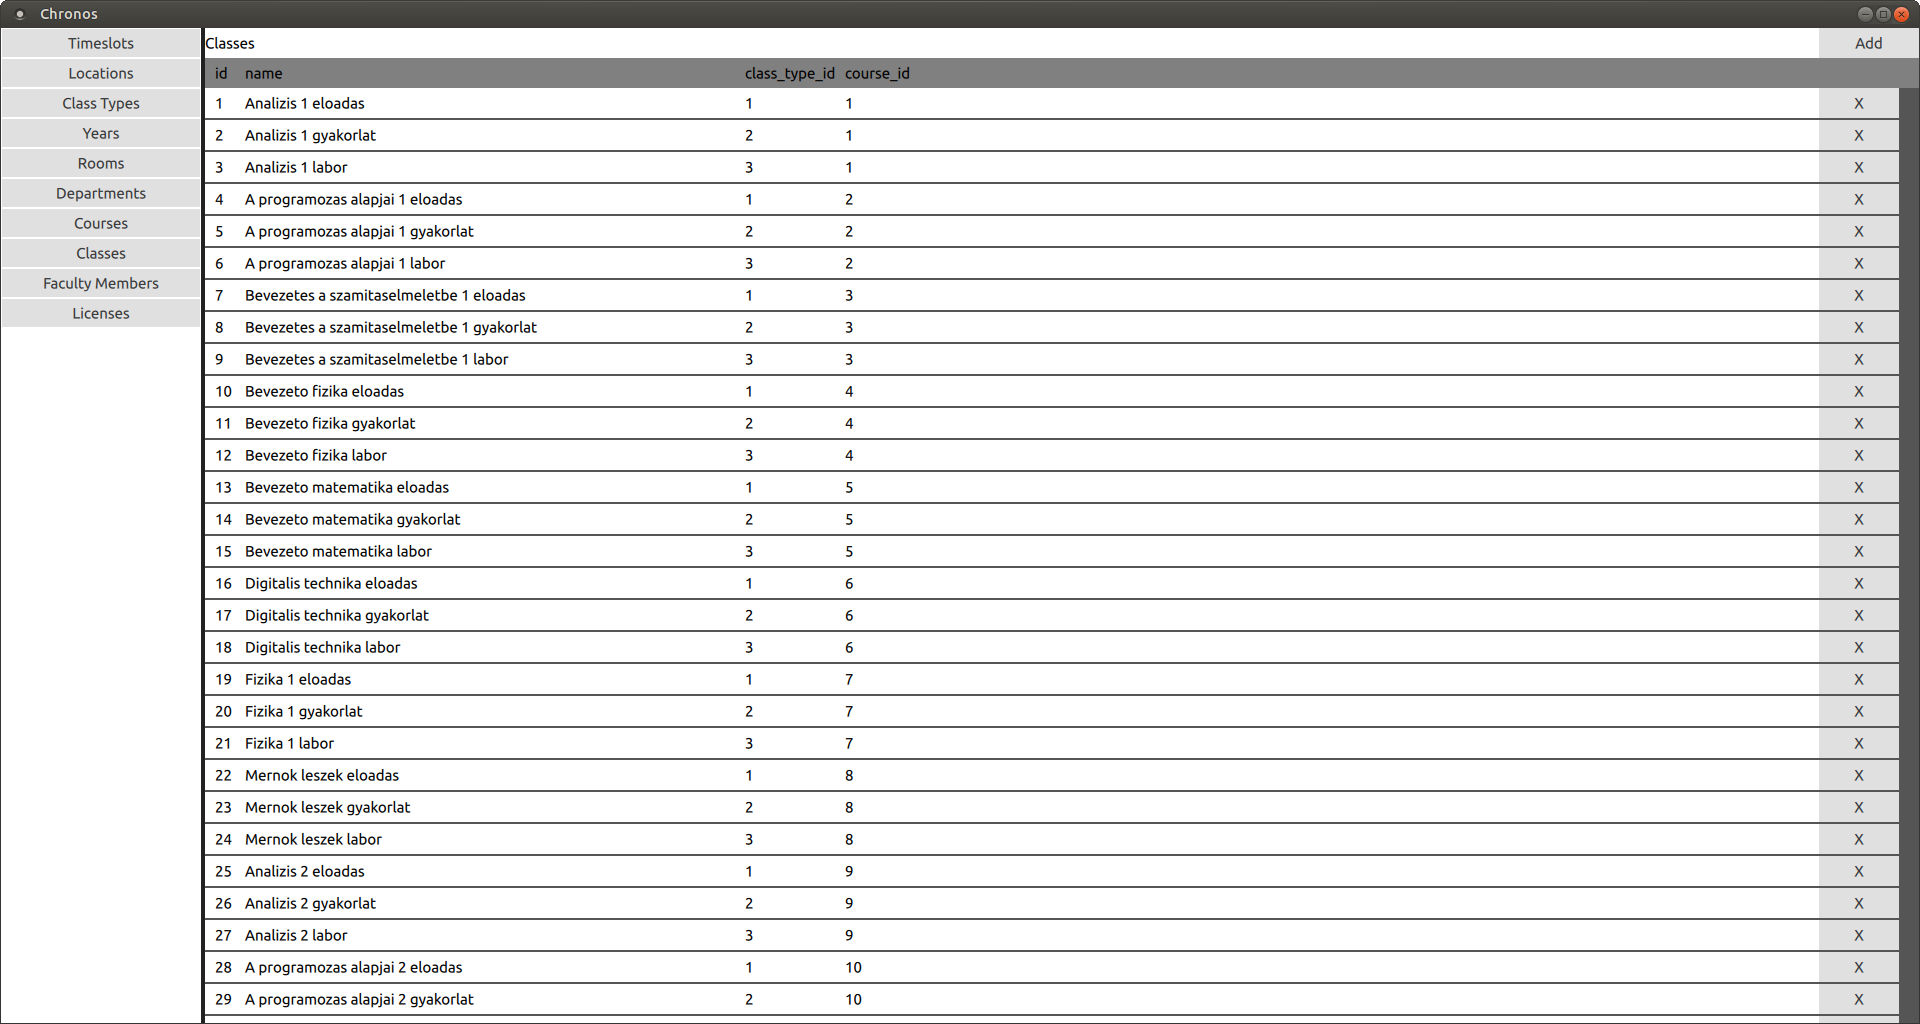 Chronos
Timeslots
Locations
Class Types
Years
Rooms
Departments
Courses
Classes
Faculty Members
Licenses
Classes Add
id name class_type_id course_id
1 Analizis 1 eloadas 1 1 X
2 Analizis 1 gyakorlat 2 1 X
3 Analizis 1 labor 3 1 X
4 A programozas alapjai 1 eloadas 1 2 X
5 A programozas alapjai 1 gyakorlat 2 2 X
6 A programozas alapjai 1 labor 3 2 X
7 Bevezetes a szamitaselmeletbe 1 eloadas 1 3 X
8 Bevezetes a szamitaselmeletbe 1 gyakorlat 2 3 X
9 Bevezetes a szamitaselmeletbe 1 labor 3 3 X
10 Bevezeto fizika eloadas 1 4 X
11 Bevezeto fizika gyakorlat 2 4 X
12 Bevezeto fizika labor 3 4 X
13 Bevezeto matematika eloadas 1 5 X
14 Bevezeto matematika gyakorlat 2 5 X
15 Bevezeto matematika labor 3 5 X
16 Digitalis technika eloadas 1 6 X
17 Digitalis technika gyakorlat 2 6 X
18 Digitalis technika labor 3 6 X
19 Fizika 1 eloadas 1 7 X
20 Fizika 1 gyakorlat 2 7 X
21 Fizika 1 labor 3 7 X
22 Mernok leszek eloadas 1 8 X
23 Mernok leszek gyakorlat 2 8 X
24 Mernok leszek labor 3 8 X
25 Analizis 2 eloadas 1 9 X
26 Analizis 2 gyakorlat 2 9 X
27 Analizis 2 labor 3 9 X
28 A programozas alapjai 2 eloadas 1 10 X
29 A programozas alapjai 2 gyakorlat 2 10 X